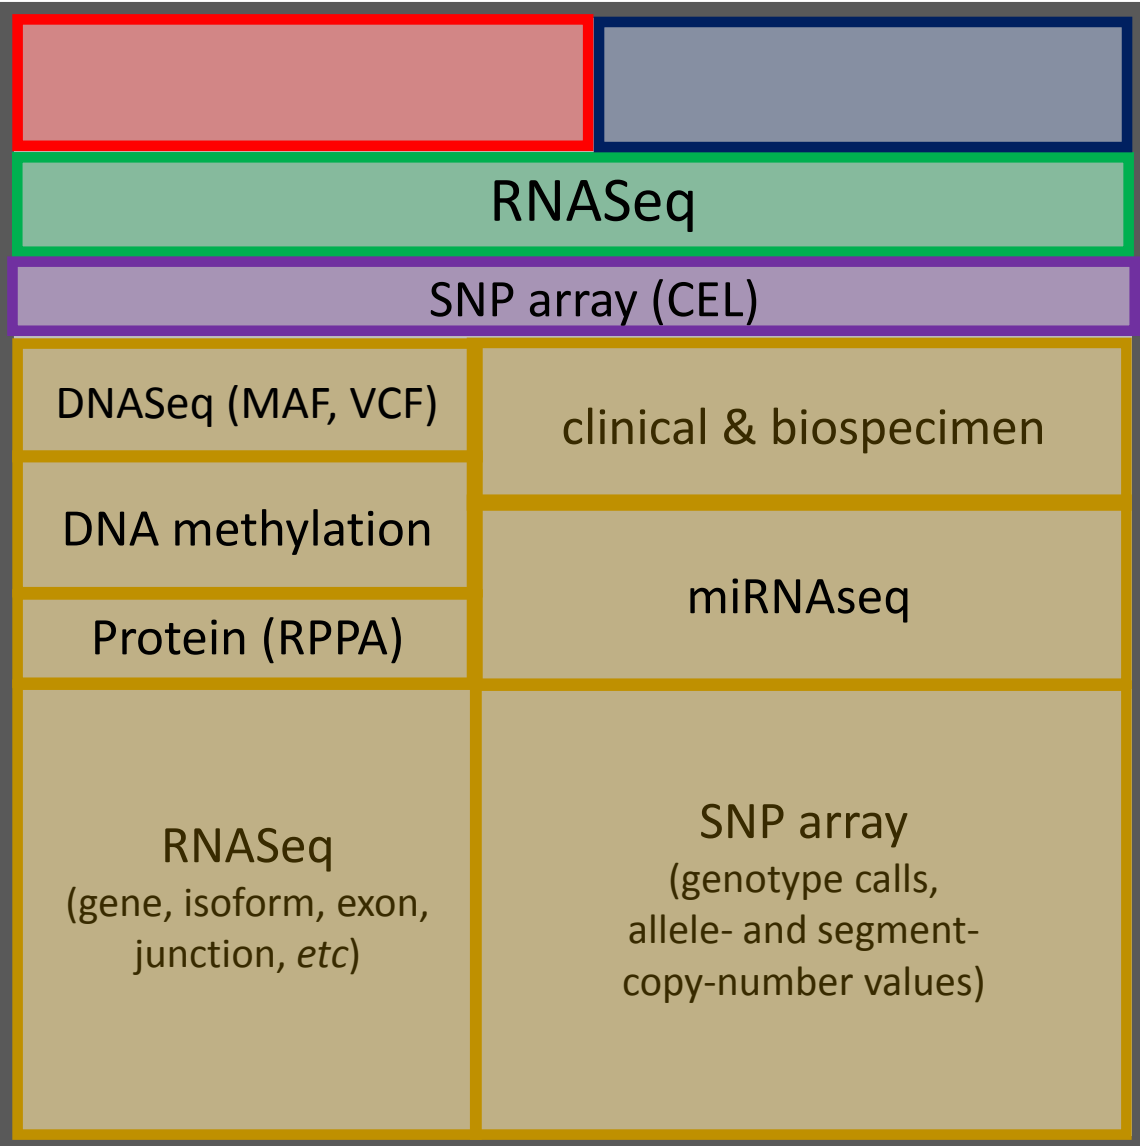 RNASeq
SNP array (CEL)
DNASeq (MAF, VCF)
clinical & biospecimen
DNA methylation
miRNAseq
Protein (RPPA)
RNASeq
(gene, isoform, exon,
junction, etc)
SNP array
(genotype calls,
allele- and segment-
copy-number values)